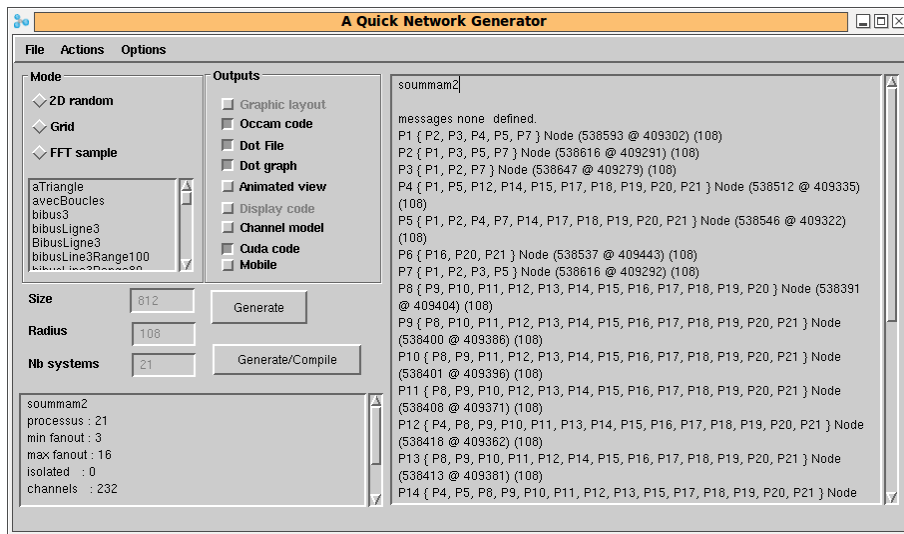 A Quick Network Generator
File Actions Options
Mode
2D random
Grid
FFT sample
aTriangle
avecBoucles
bibus3
bibusLigne3
BibusLigne3
bibusLine3Range100
bibusLine3Range80
Outputs
Graphic layout
Occam code
Dot File
Dot graph
Animated view
Display code
Channel model
Cuda code
Mobile
Size 812
Radius 108
Nb systems 21
Generate
Generate/Compile
soummam2
processus : 21
min fanout : 3
max fanout : 16
isolated : 0
channels : 232
soummam2
messages none defined.
P1 { P2, P3, P4, P5, P7 } Node (538593 @ 409302) (108)
P2 { P1, P3, P5, P7 } Node (538616 @ 409291) (108)
P3 { P1, P2, P7 } Node (538647 @ 409279) (108)
P4 { P1, P5, P12, P14, P15, P17, P18, P19, P20, P21 } Node (538512 @ 409335)
(108)
P5 { P1, P2, P4, P7, P14, P17, P18, P19, P20, P21 } Node (538546 @ 409322)
(108)
P6 { P16, P20, P21 } Node (538537 @ 409443) (108)
P7 { P1, P2, P3, P5 } Node (538616 @ 409292) (108)
P8 { P9, P10, P11, P12, P13, P14, P15, P16, P17, P18, P19, P20 } Node (538391
@ 409404) (108)
P9 { P8, P10, P11, P12, P13, P14, P15, P16, P17, P18, P19, P20, P21 } Node
(538400 @ 409386) (108)
P10 { P8, P9, P11, P12, P13, P14, P15, P16, P17, P18, P19, P20, P21 } Node
(538401 @ 409396) (108)
P11 { P8, P9, P10, P12, P13, P14, P15, P16, P17, P18, P19, P20, P21 } Node
(538408 @ 409371) (108)
P12 { P4, P8, P9, P10, P11, P13, P14, P15, P16, P17, P18, P19, P20, P21 } Node
(538418 @ 409362) (108)
P13 { P8, P9, P10, P11, P12, P14, P15, P16, P17, P18, P19, P20, P21 } Node
(538413 @ 409381) (108)
P14 { P4, P5, P8, P9, P10, P11, P12, P13, P15, P17, P18, P19, P20, P21 } Node